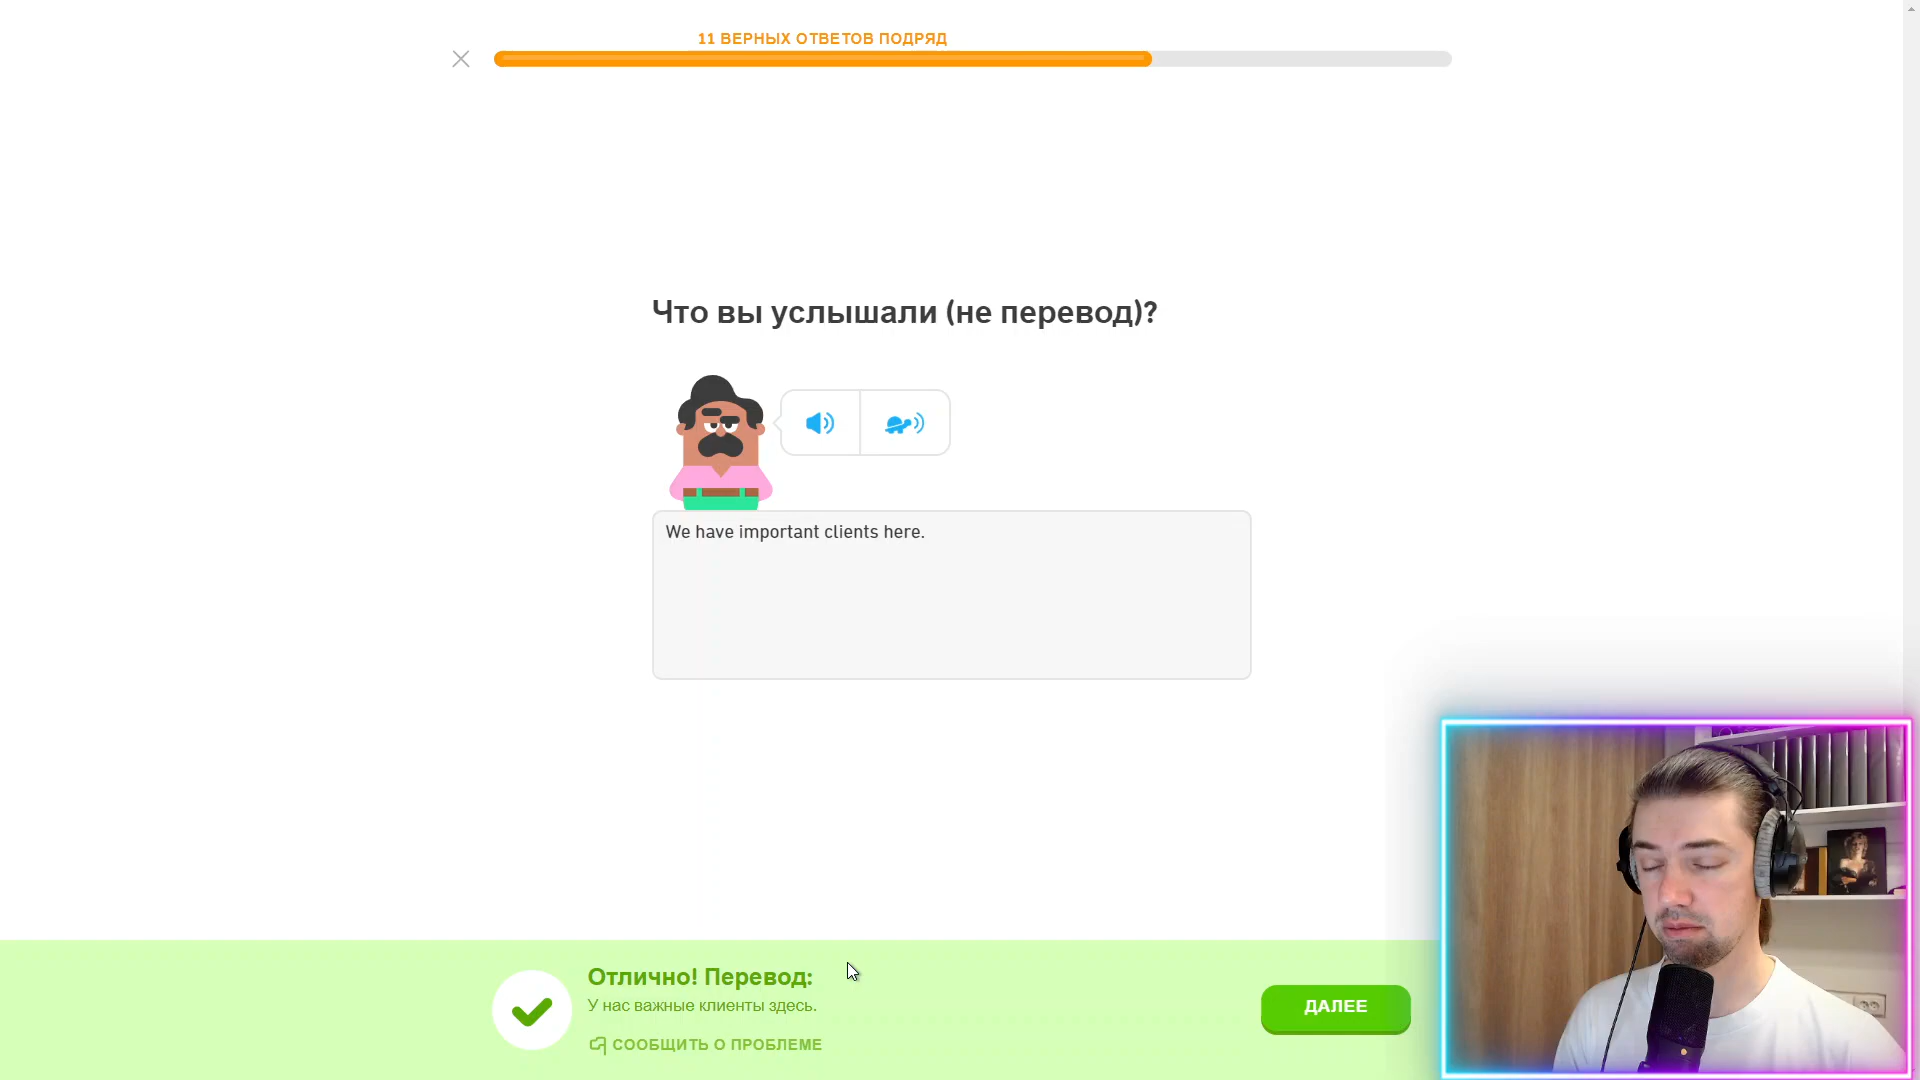 11 ВЕРНЫХ ОТВЕТОВ ПОДРЯД
Что вы услышали (не перевод)?
We have important clients here.
Отлично! Перевод:
У нас важные клиенты здесь.
СООБЩИТЬ О ПРОБЛЕМЕ
ДАЛЕЕ